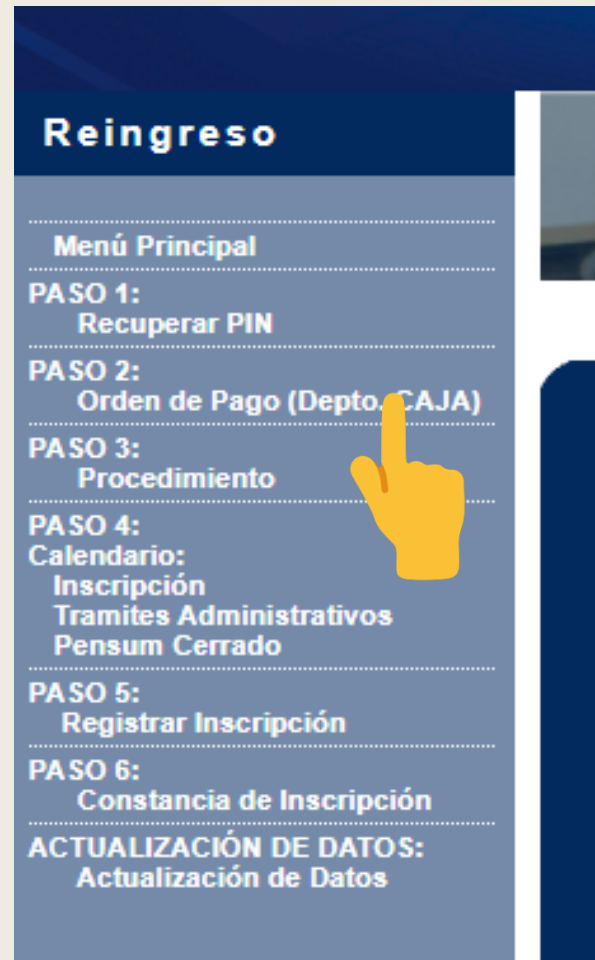 Reingreso
Menú Principal
PASO 1:
Recuperar PIN
PASO 2:
Orden de Pago (Depto. CAJA)
PASO 3:
Procedimiento
PASO 4:
Calendario:
Inscripción
Tramites Administrativos
Pensum Cerrado
PASO 5:
Registrar Inscripción
PASO 6:
Constancia de Inscripción
ACTUALIZACIÓN DE DATOS:
Actualización de Datos